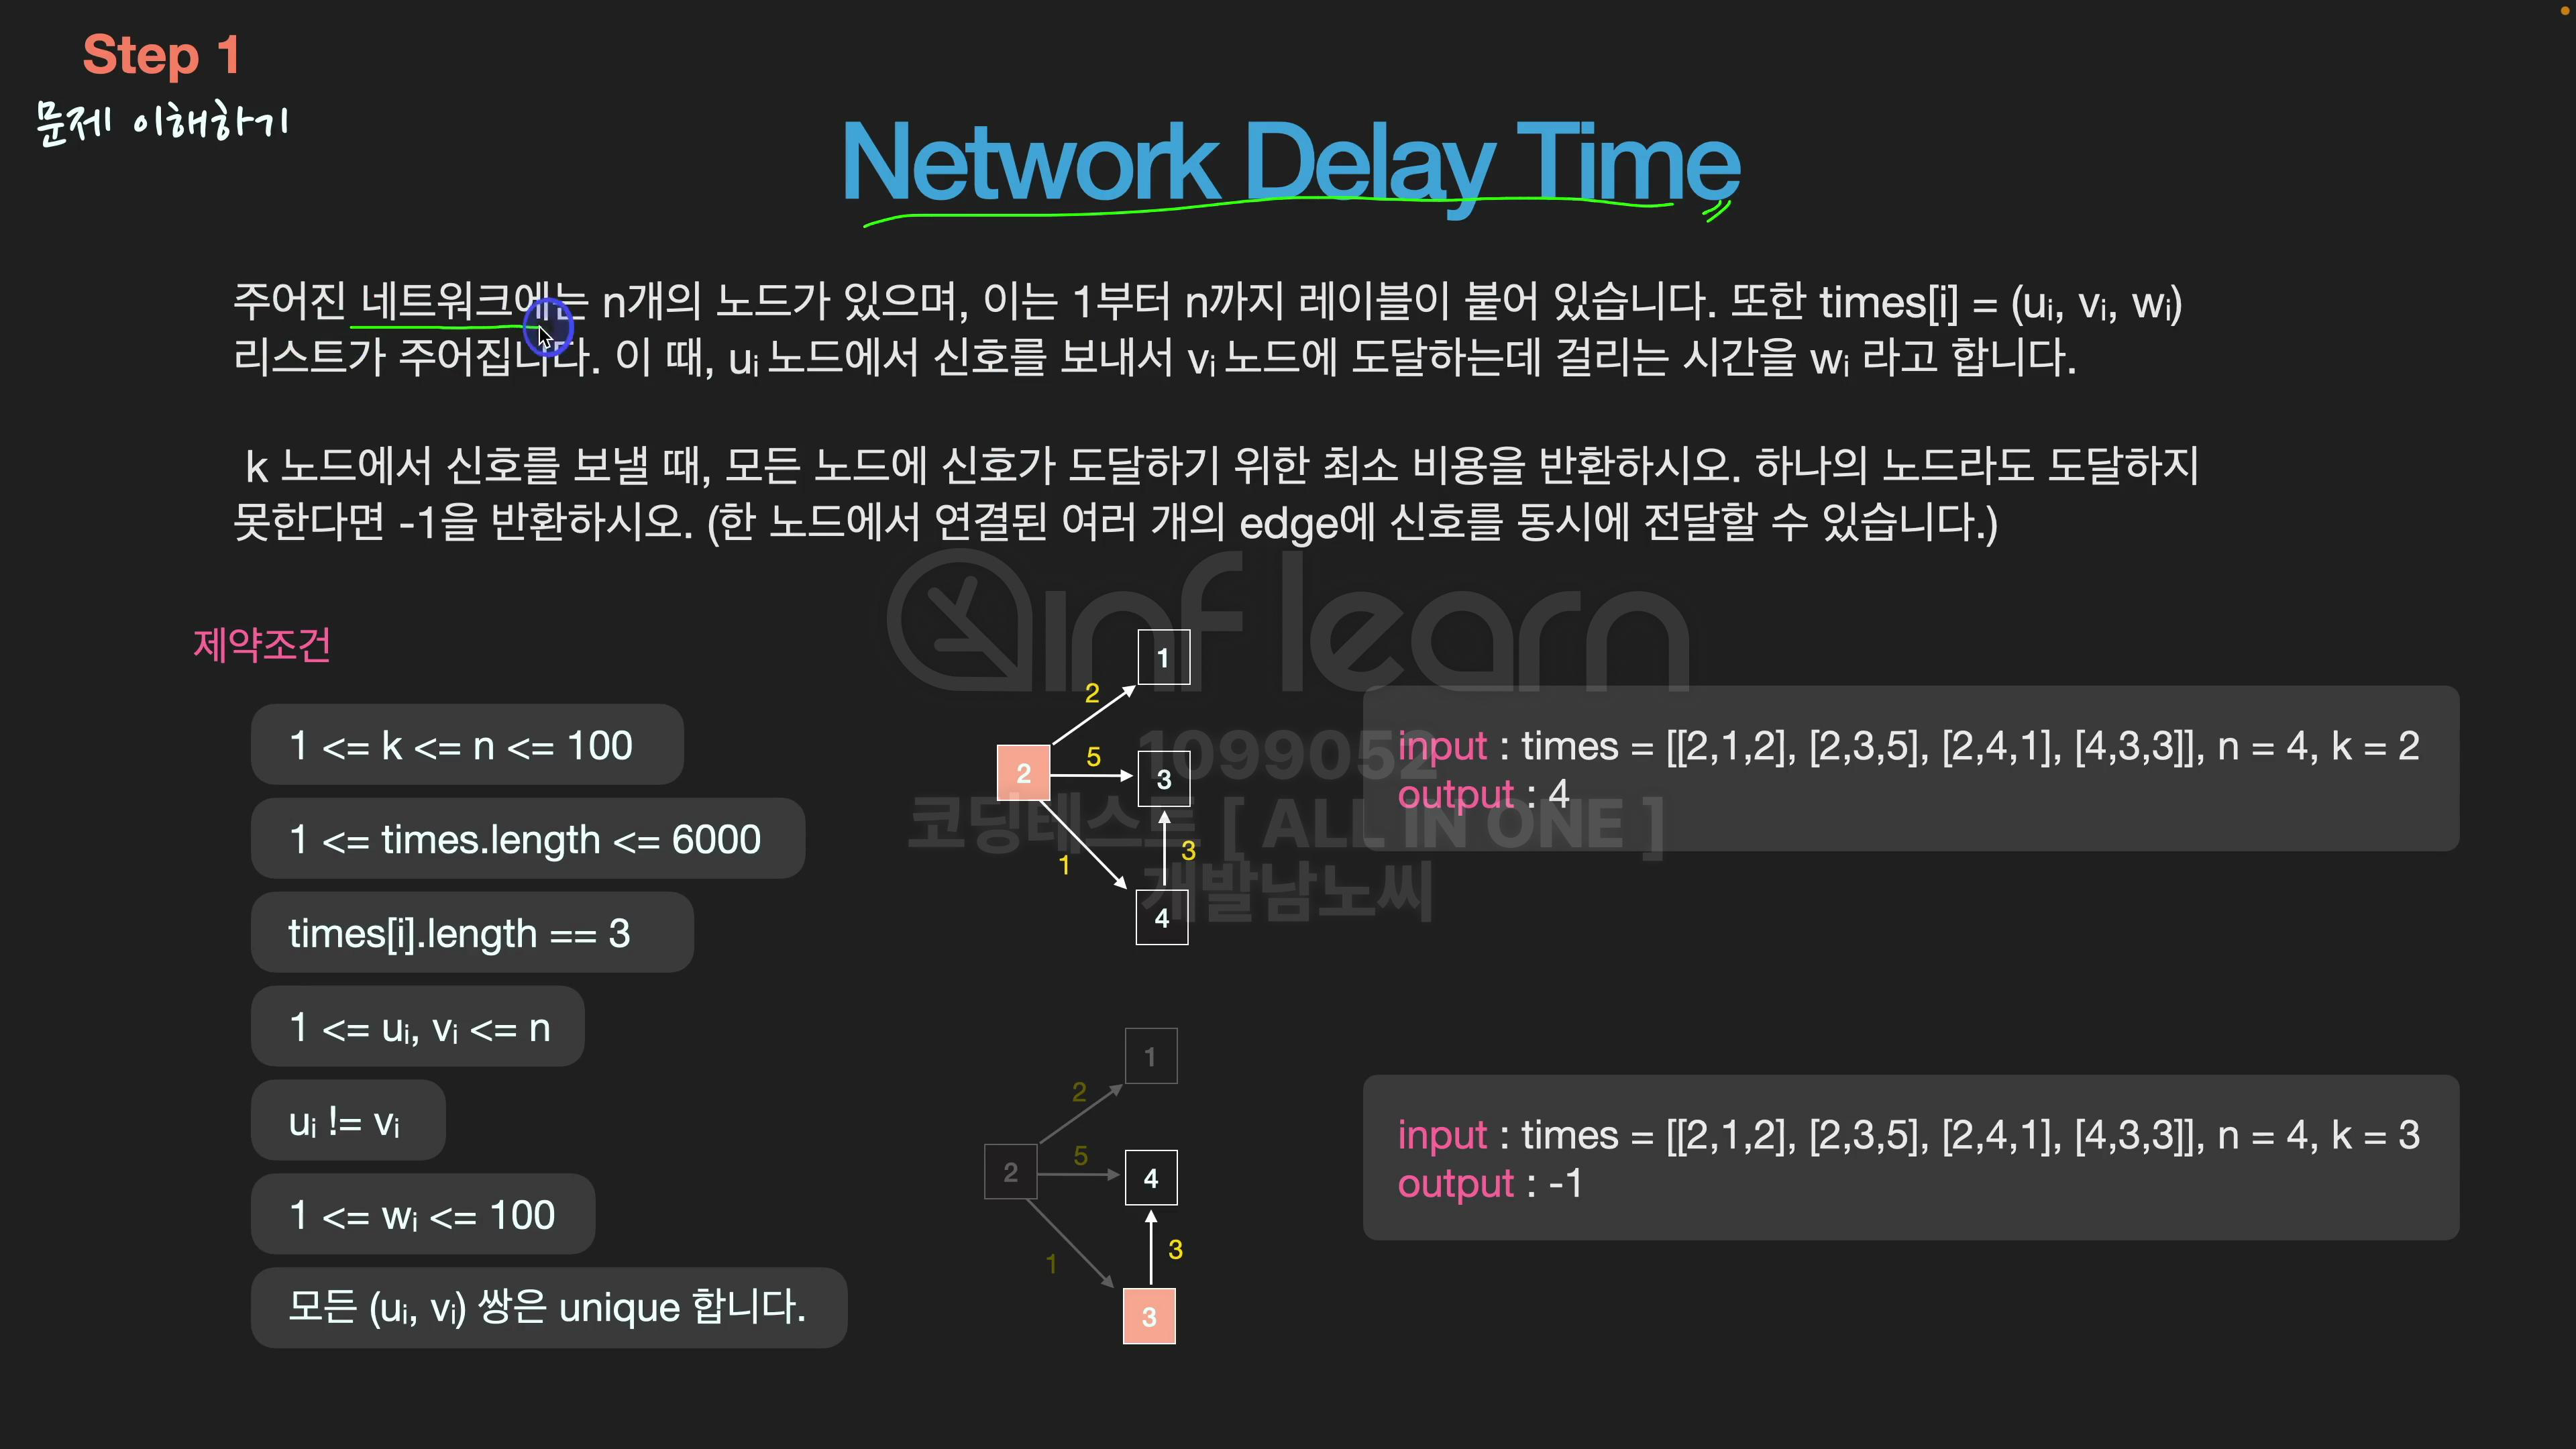 Step 1
문제 이해하기
Network Delay Time
주어진 네트워크에는 n개의 노드가 있으며, 이는 1부터 n까지 레이블이 붙어 있습니다. 또한 times[i] = (uᵢ, vᵢ, wᵢ)
리스트가 주어집니다. 이 때, uᵢ 노드에서 신호를 보내서 vᵢ 노드에 도달하는데 걸리는 시간을 wᵢ 라고 합니다.
k 노드에서 신호를 보낼 때, 모든 노드에 신호가 도달하기 위한 최소 비용을 반환하시오. 하나의 노드라도 도달하지
못한다면 -1을 반환하시오. (한 노드에서 연결된 여러 개의 edge에 신호를 동시에 전달할 수 있습니다.)
inflearn
1099052
코딩테스트 [ ALL IN ONE ]
개발남노씨
제약조건
1 <= k <= n <= 100
1 <= times.length <= 6000
times[i].length == 3
1 <= uᵢ, vᵢ <= n
uᵢ != vᵢ
1 <= wᵢ <= 100
모든 (uᵢ, vᵢ) 쌍은 unique 합니다.
1
2
2
5
3
1
3
4
input : times = [[2,1,2], [2,3,5], [2,4,1], [4,3,3]], n = 4, k = 2
output : 4
1
2
2
5
4
1
3
3
input : times = [[2,1,2], [2,3,5], [2,4,1], [4,3,3]], n = 4, k = 3
output : -1